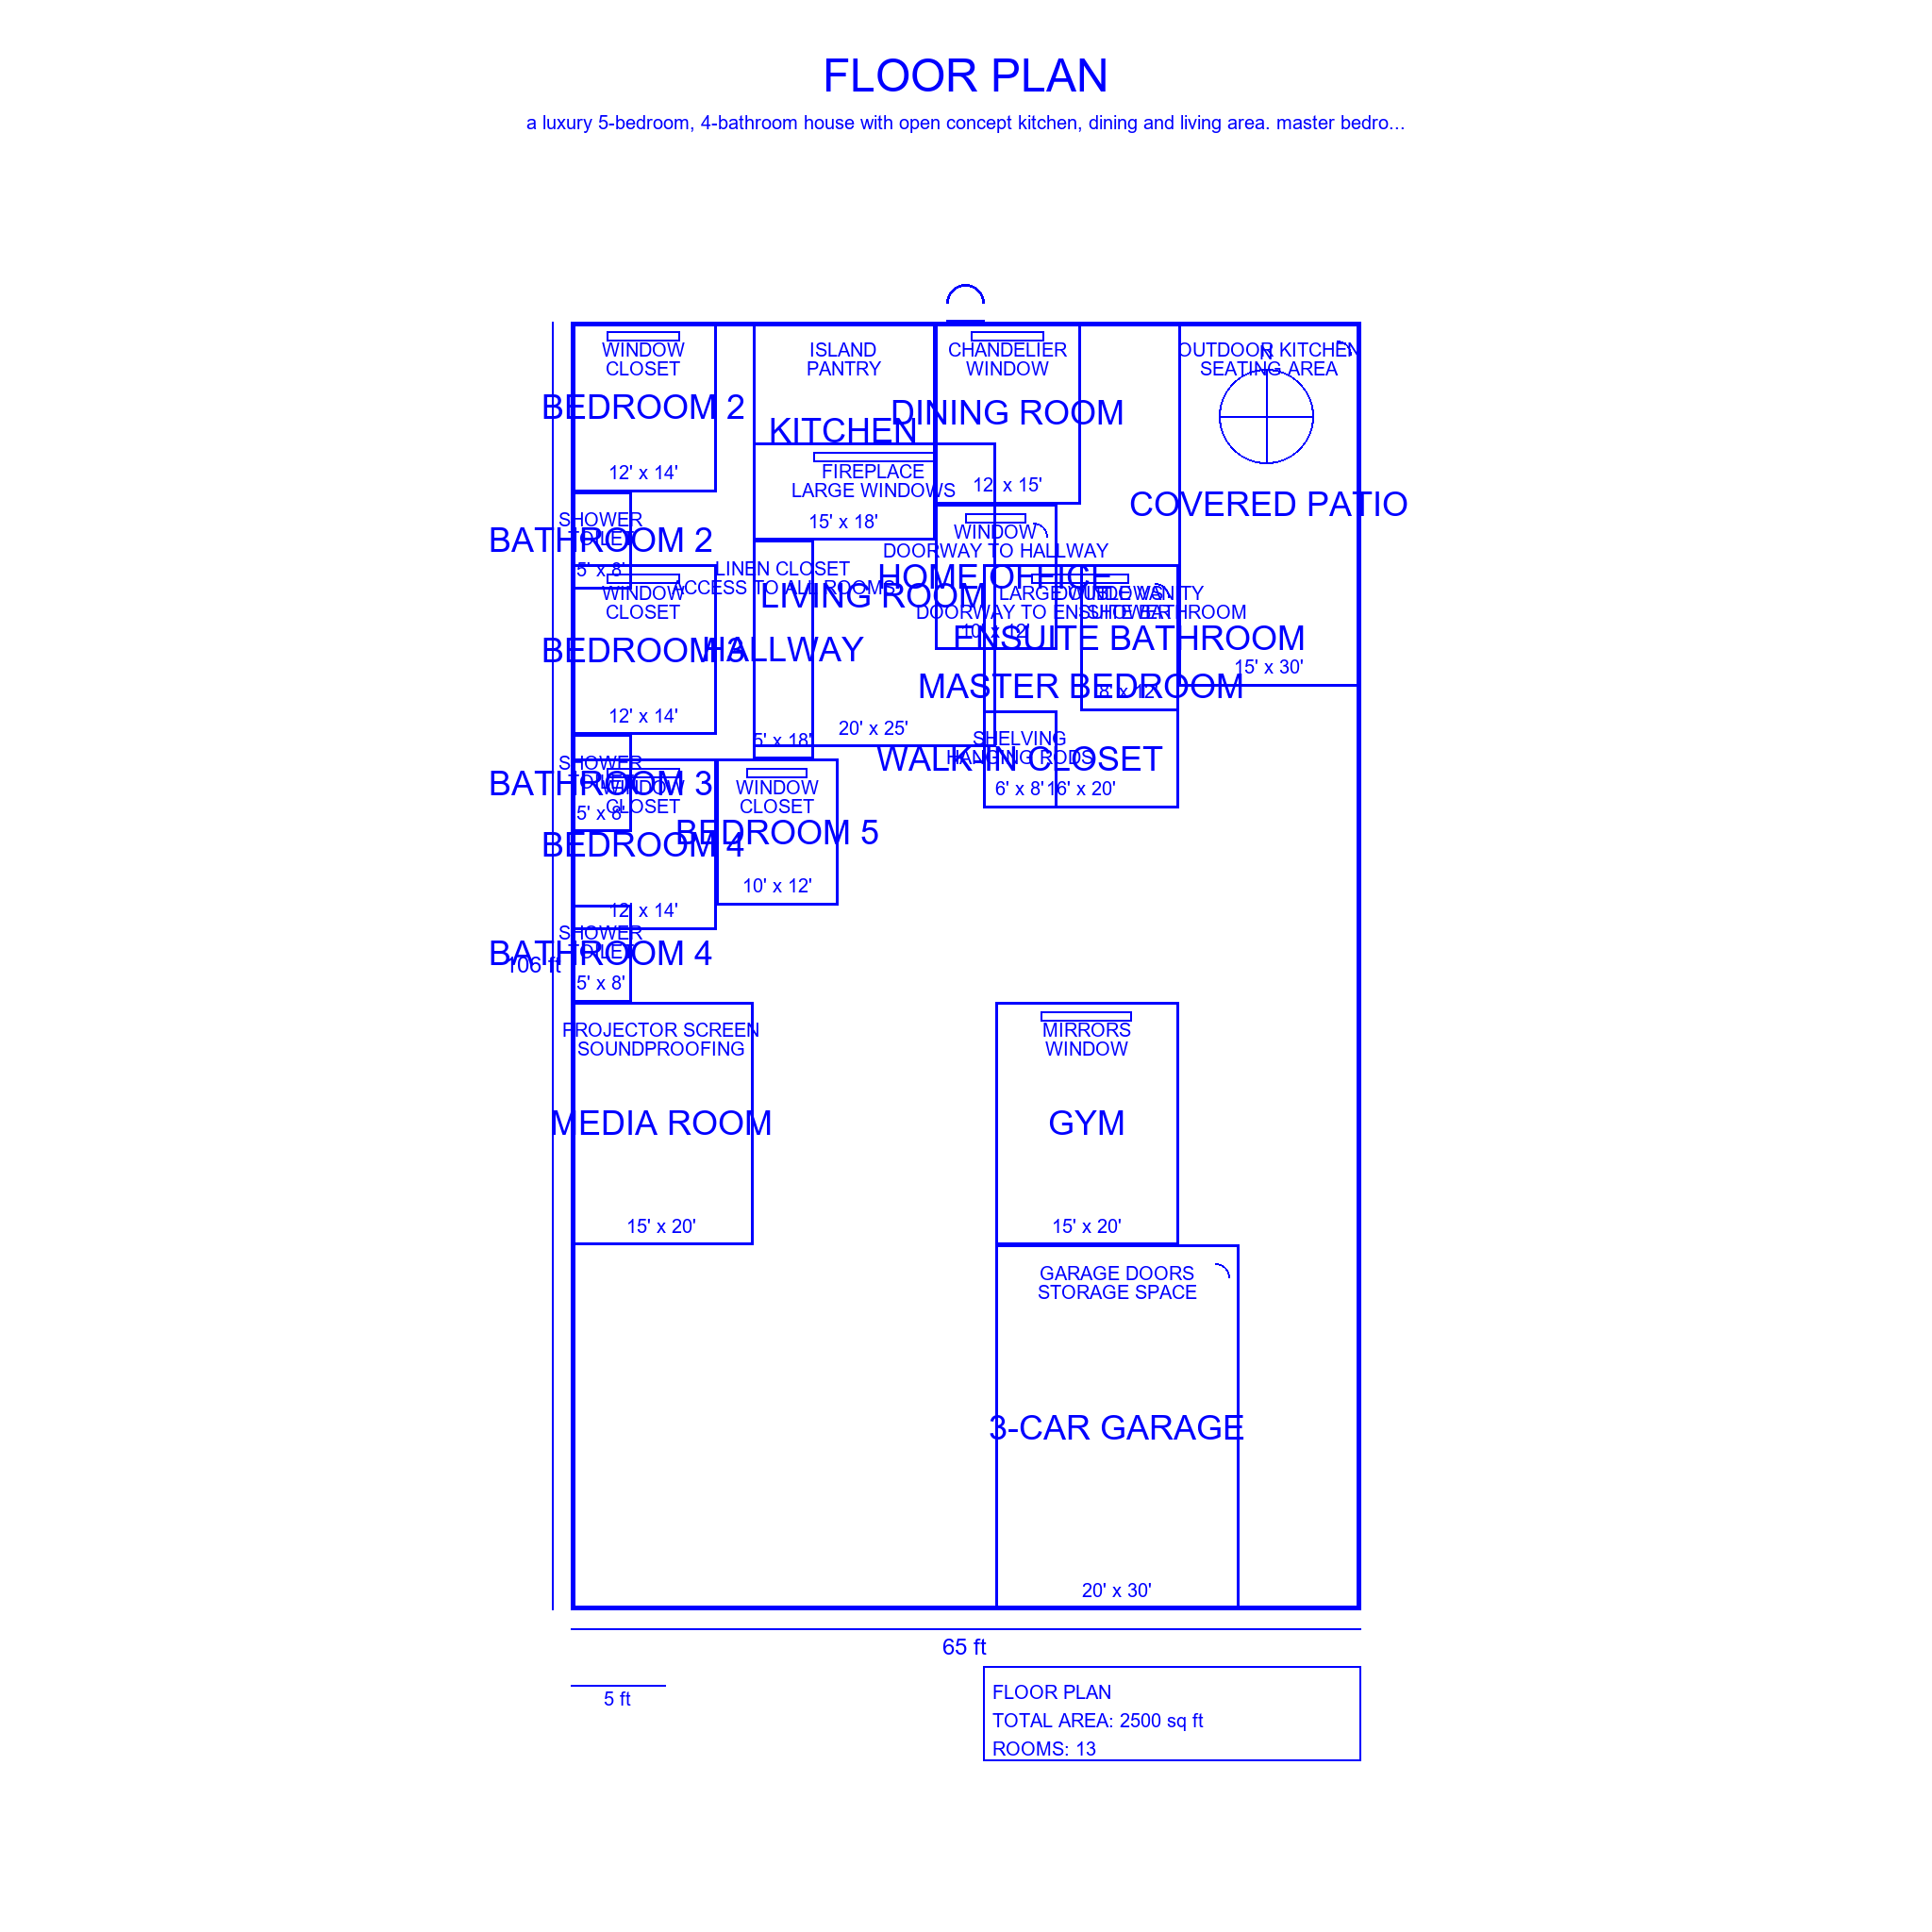 FLOOR PLAN
a luxury 5-bedroom, 4-bathroom house with open concept kitchen, dining and living area. master bedro...
WINDOW
CLOSET
BEDROOM 2
12' x 14'
ISLAND
PANTRY
KITCHEN
15' x 18'
CHANDELIER
WINDOW
DINING ROOM
12' x 15'
OUTDOOR KITCHEN
SEATING AREA
N
COVERED PATIO
15' x 30'
FIREPLACE
LARGE WINDOWS
LIVING ROOM
20' x 25'
SHOWER
TOILET
BATHROOM 2
5' x 8'
WINDOW
DOORWAY TO HALLWAY
HOME OFFICE
10' x 12'
LINEN CLOSET
ACCESS TO ALL ROOMS
HALLWAY
5' x 18'
WINDOW
CLOSET
BEDROOM 3
12' x 14'
LARGE WINDOWS
DOORWAY TO ENSUITE BATHROOM
MASTER BEDROOM
16' x 20'
DOUBLE VANITY
SHOWER
ENSUITE BATHROOM
8' x 12'
SHELVING
HANGING RODS
WALK-IN CLOSET
6' x 8'
SHOWER
TOILET
BATHROOM 3
5' x 8'
WINDOW
CLOSET
BEDROOM 4
12' x 14'
WINDOW
CLOSET
BEDROOM 5
10' x 12'
SHOWER
TOILET
BATHROOM 4
5' x 8'
106 ft
PROJECTOR SCREEN
SOUNDPROOFING
MEDIA ROOM
15' x 20'
MIRRORS
WINDOW
GYM
15' x 20'
GARAGE DOORS
STORAGE SPACE
3-CAR GARAGE
20' x 30'
65 ft
5 ft
FLOOR PLAN
TOTAL AREA: 2500 sq ft
ROOMS: 13